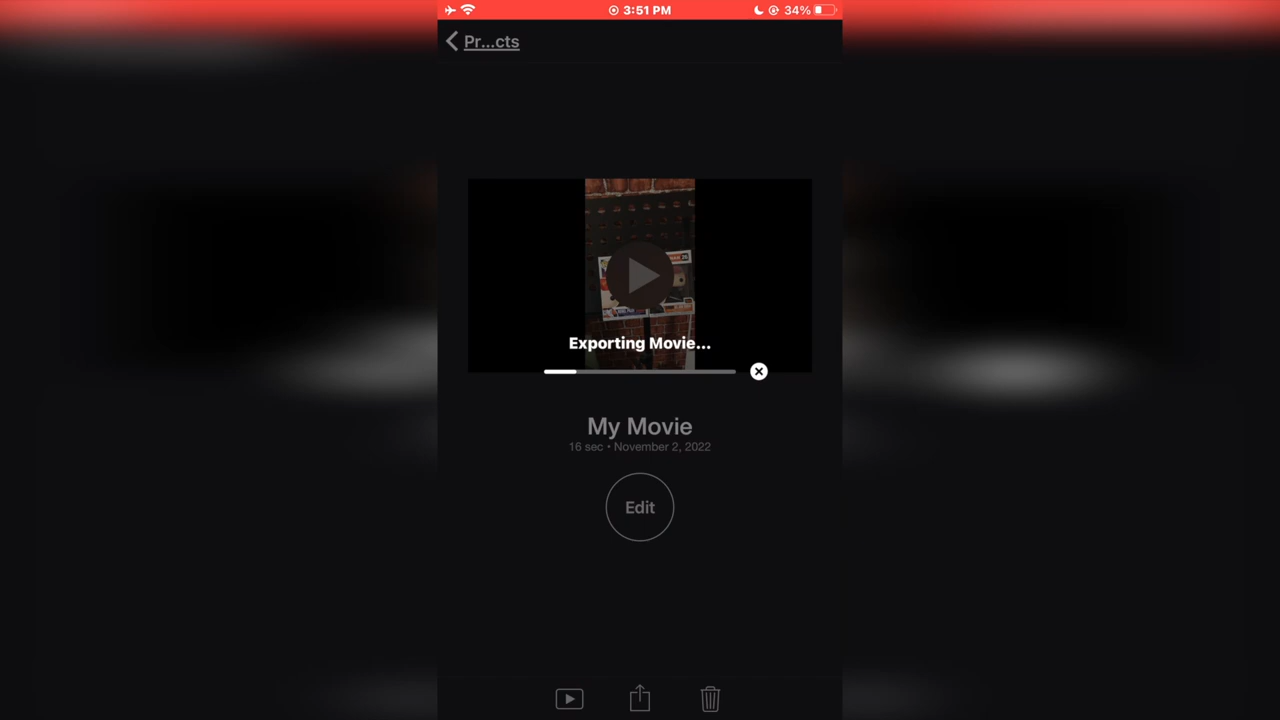 3:51 PM
34%
Pr...cts
Exporting Movie...
My Movie
16 sec • November 2, 2022
Edit